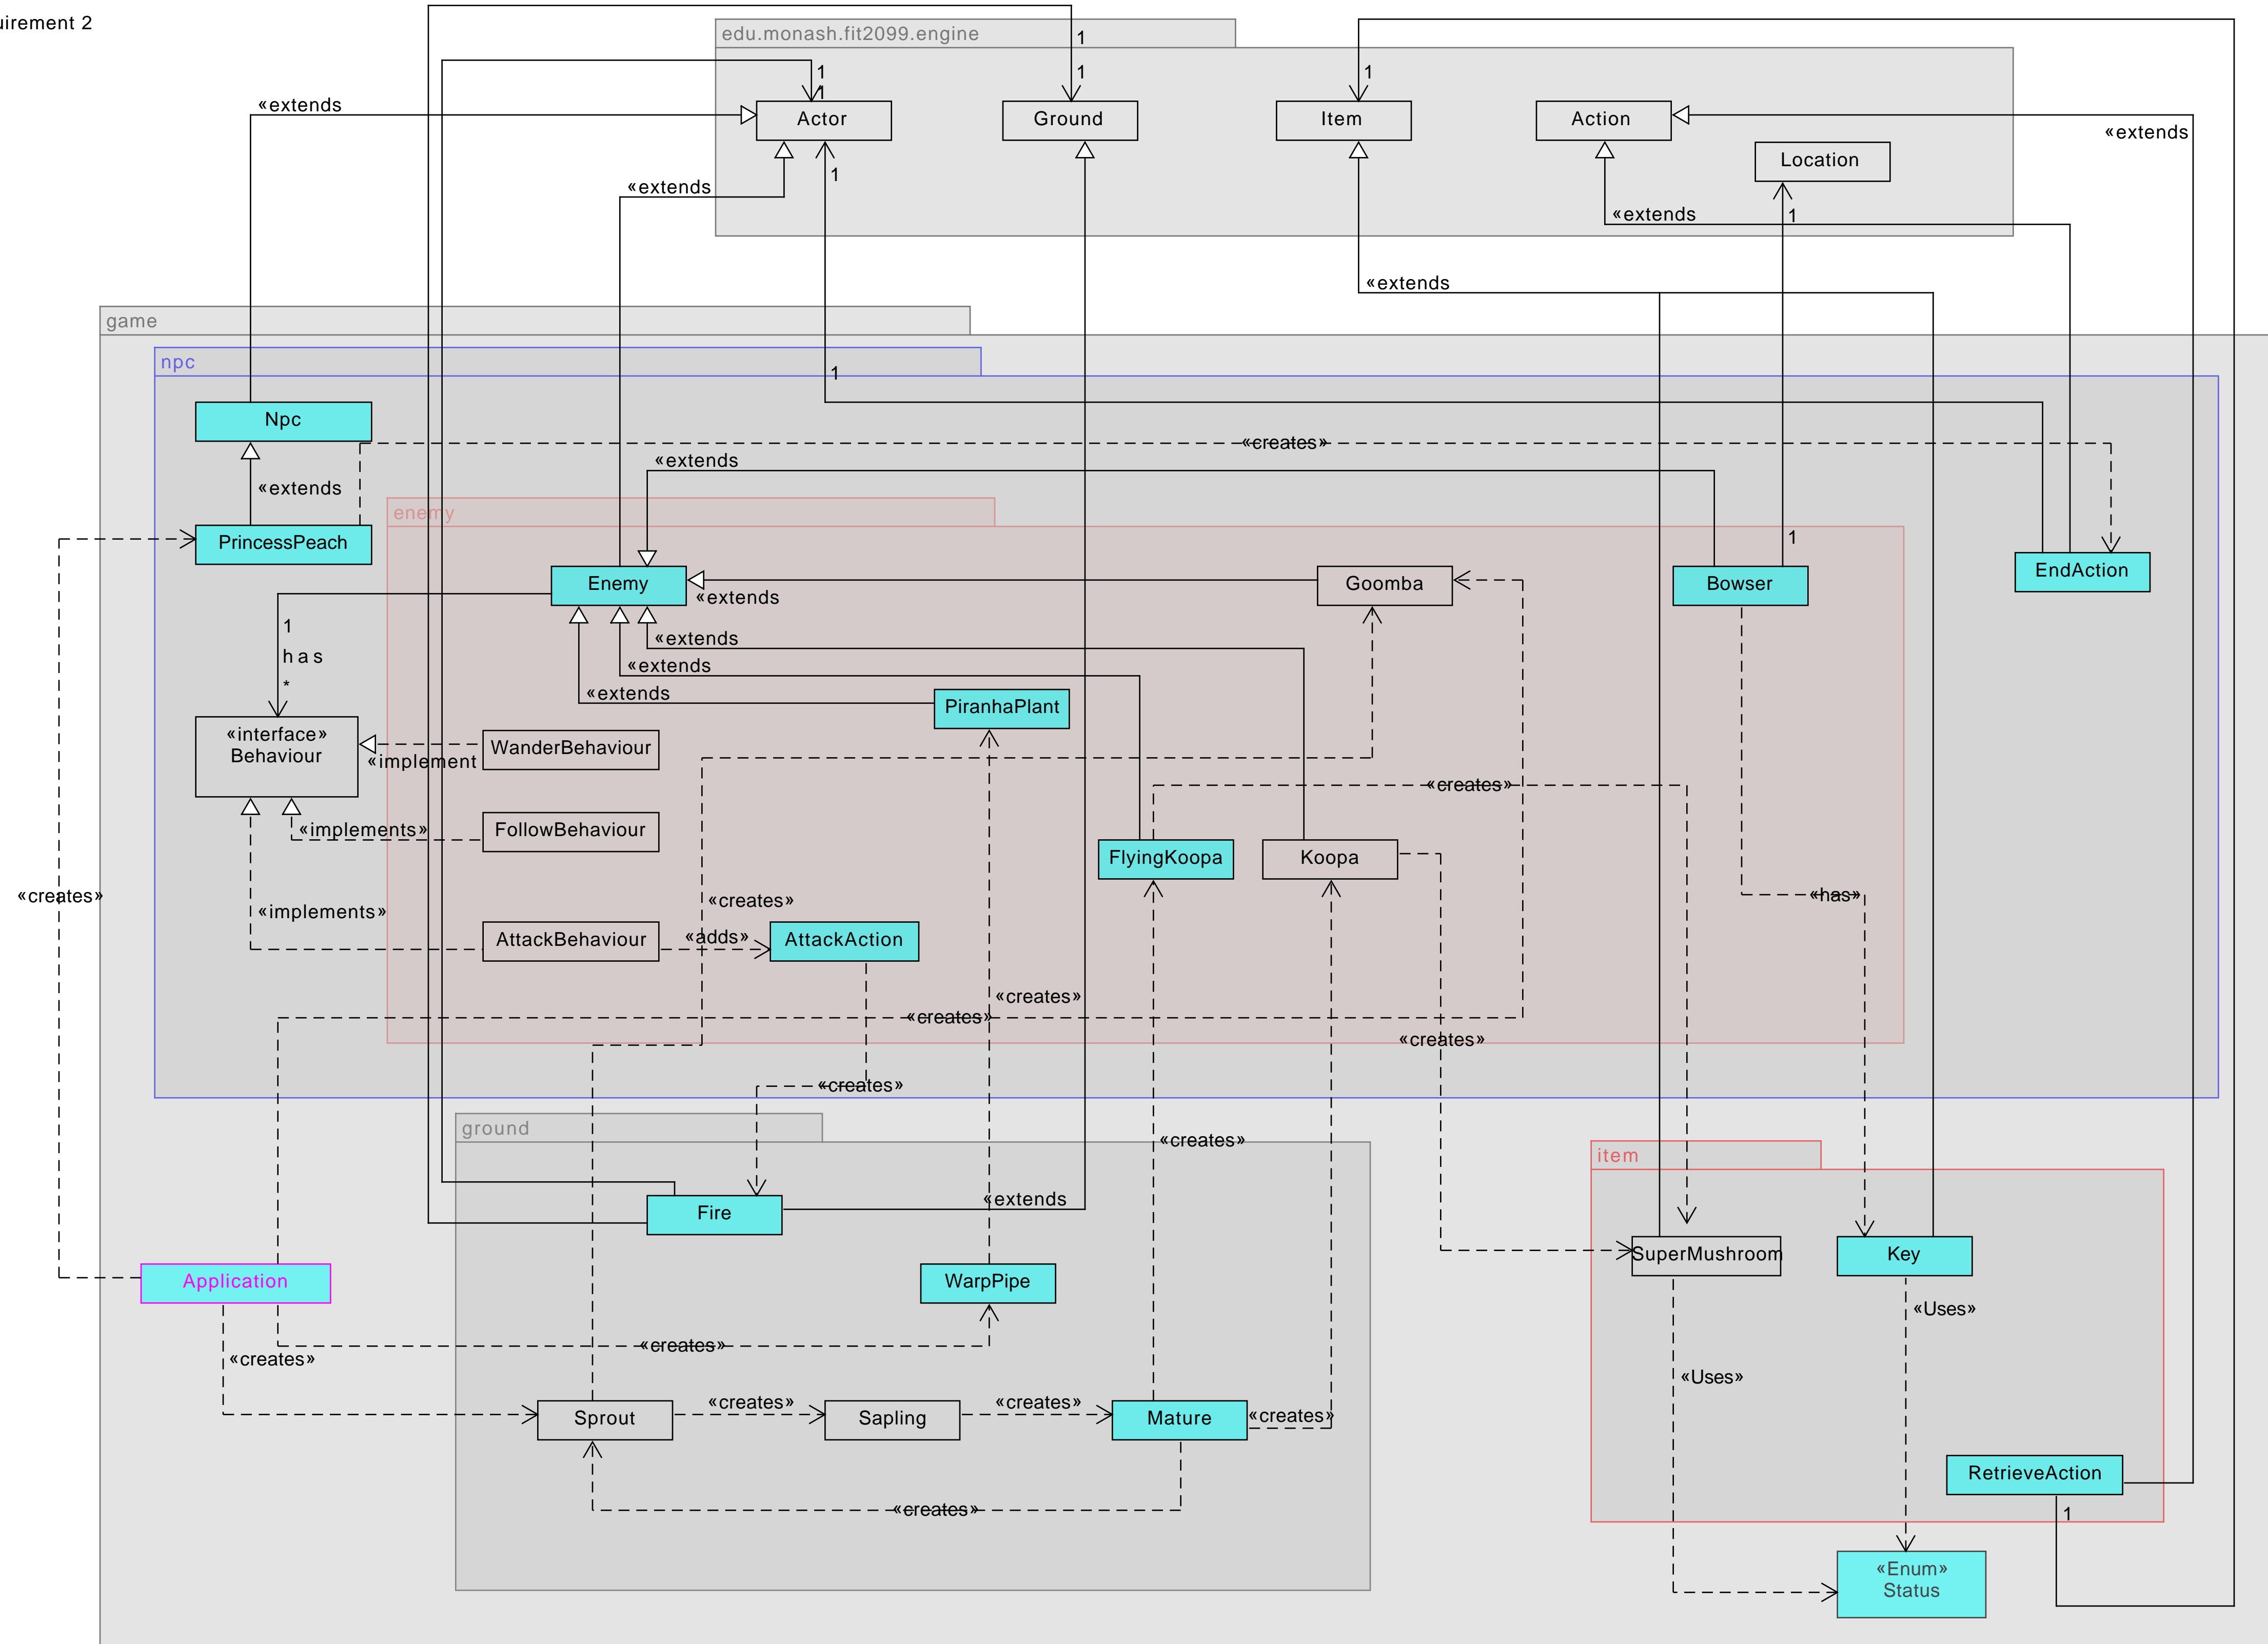 uirement 2
edu.monash.fit2099.engine
1
1
1
1
1
Actor
Ground
Item
Action
Location
«extends
«extends
«extends
1
«extends
1
«extends
game
npc
1
Npc
«creates»
«extends
«extends
enemy
PrincessPeach
1
Enemy
«extends
Goomba
Bowser
EndAction
1
has
*
«extends
«extends
«extends
PiranhaPlant
«interface»
Behaviour
WanderBehaviour
«implement
«creates»
FollowBehaviour
«implements»
FlyingKoopa
Koopa
«creates»
«creates»
«has»
«implements»
AttackBehaviour
«adds»
AttackAction
«creates»
«creates»
«creates»
«creates»
ground
«creates»
item
«extends
Fire
SuperMushroom
Key
Application
WarpPipe
«Uses»
«creates»
«creates»
«Uses»
Sprout
«creates»
Sapling
«creates»
Mature
«creates»
RetrieveAction
«creates»
1
«Enum»
Status